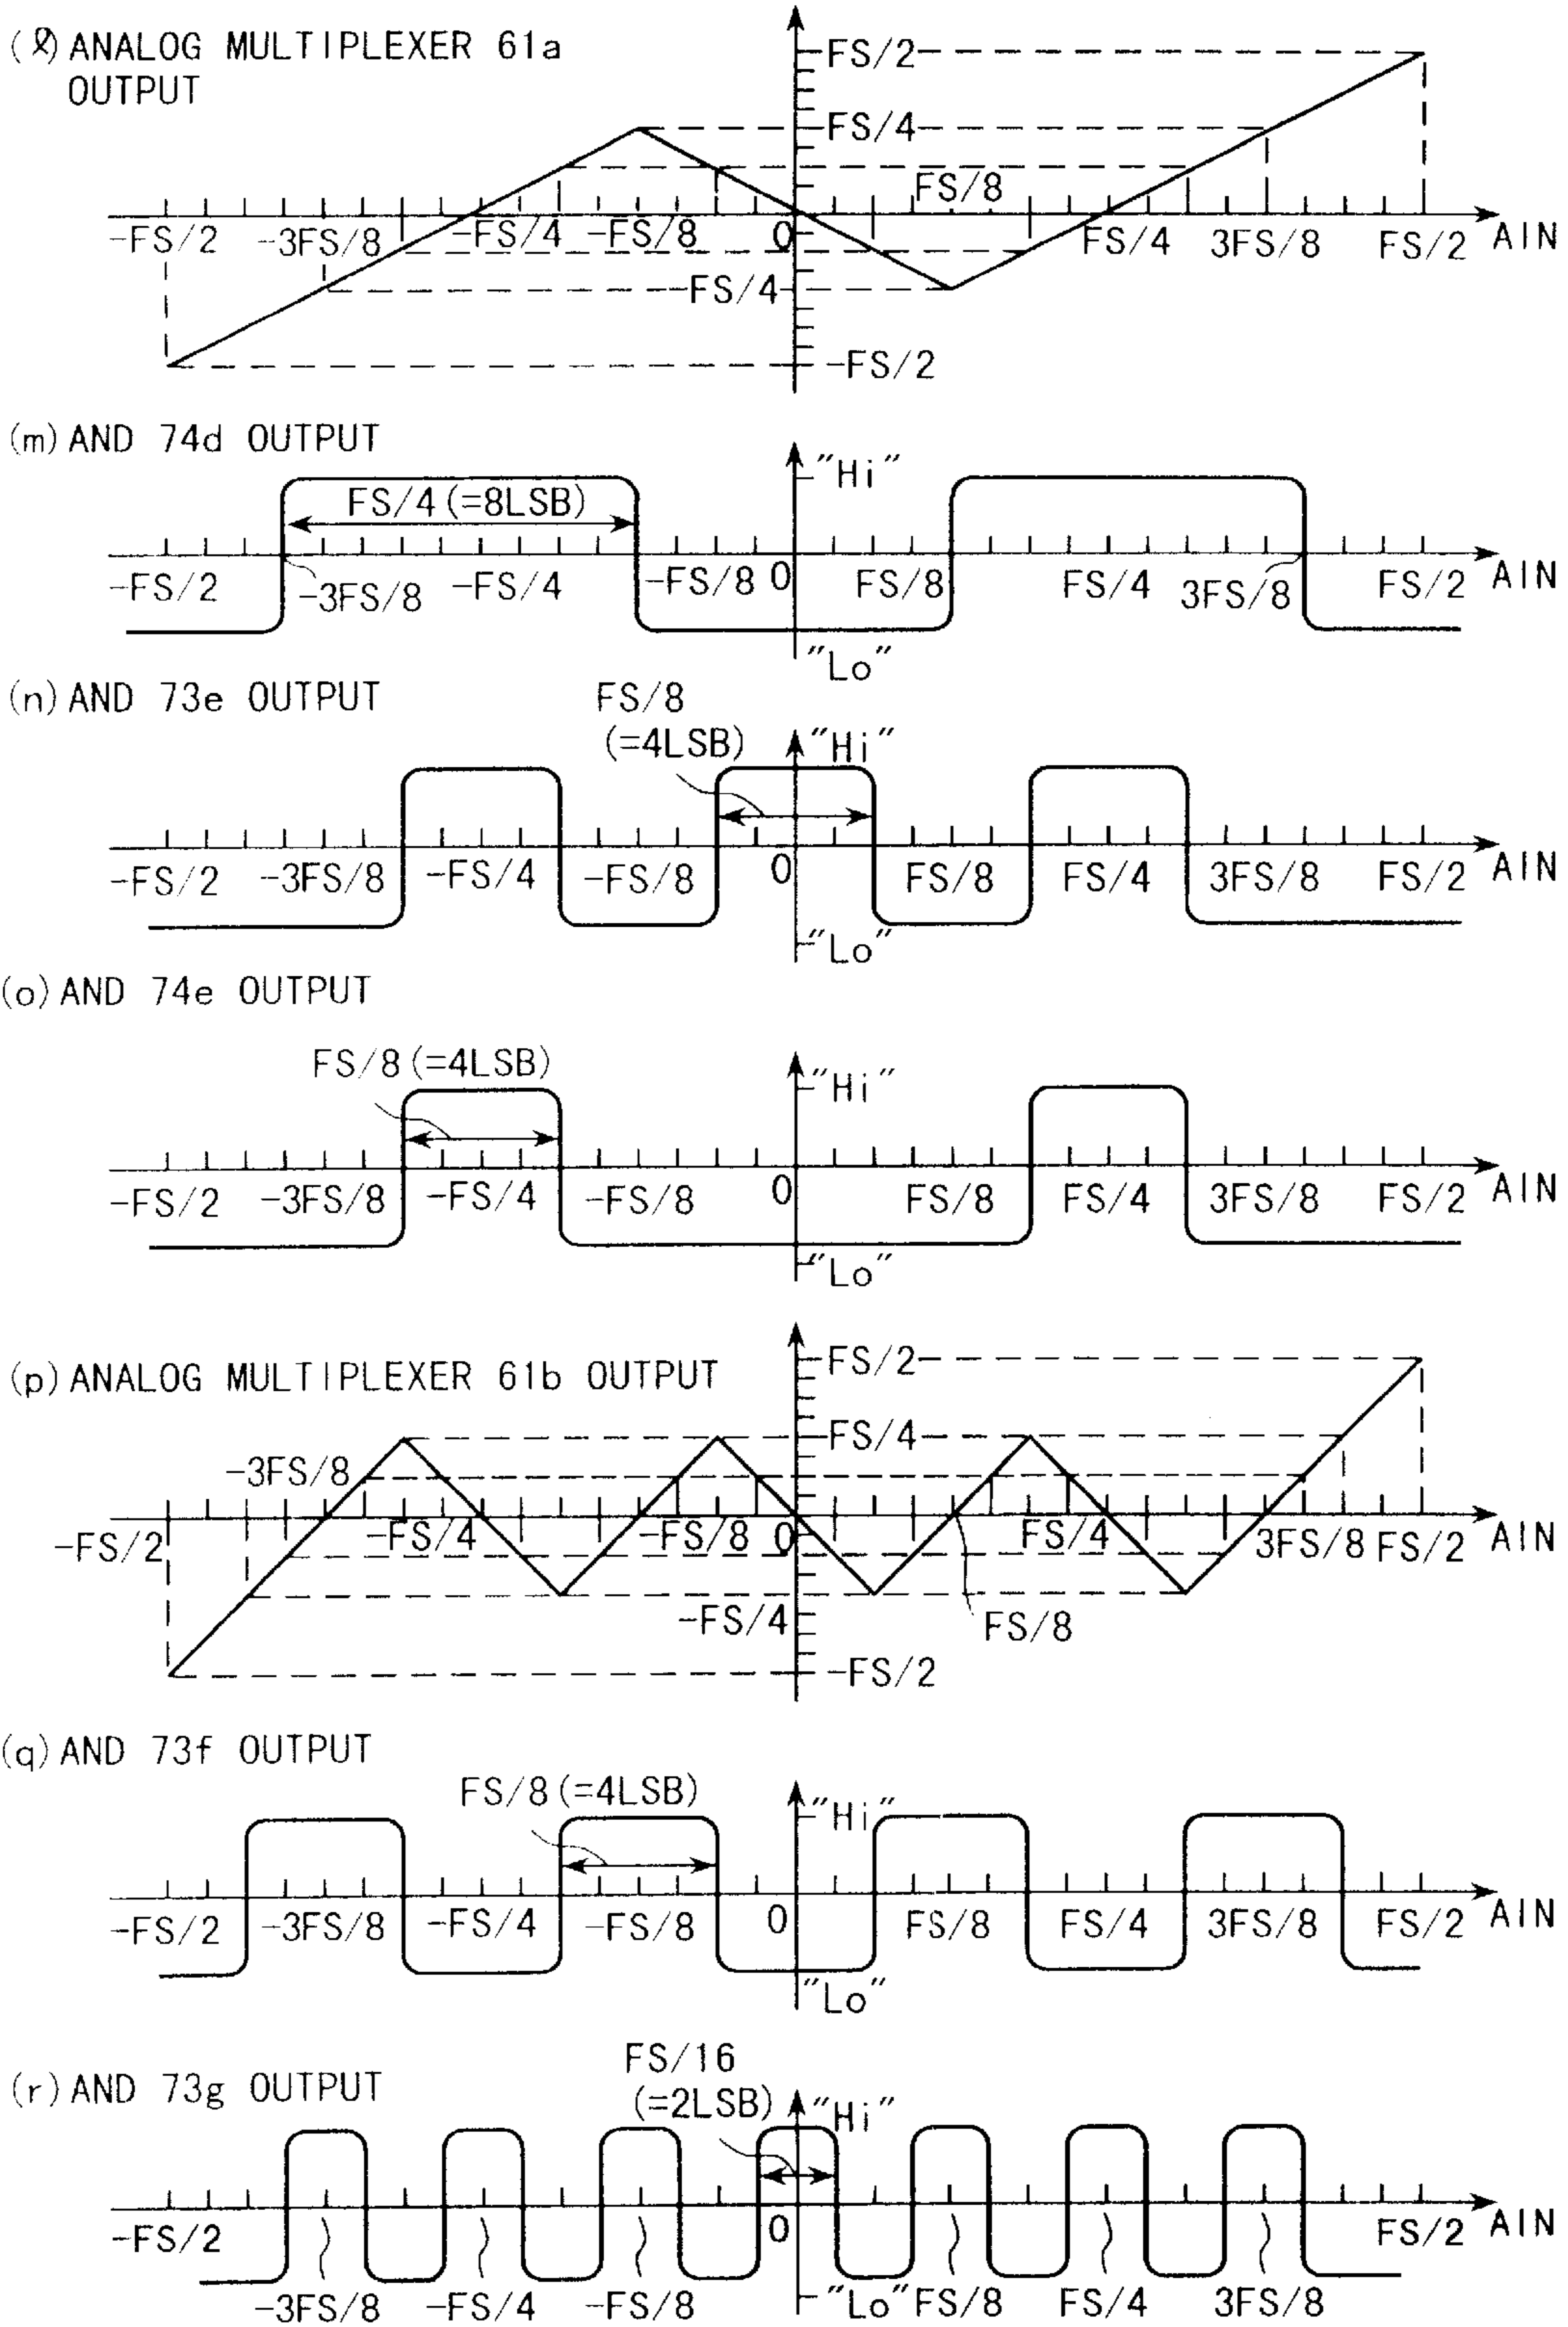 (ℓ) ANALOG MULTIPLEXER 61a
OUTPUT
FS/2
FS/4
FS/8
-FS/2 -3FS/8 -FS/4 -FS/8 0 FS/4 3FS/8 FS/2 AIN
-FS/4
-FS/2
(m) AND 74d OUTPUT
"Hi"
FS/4 (=8LSB)
-FS/2 -3FS/8 -FS/4 -FS/8 0 FS/8 FS/4 3FS/8 FS/2 AIN
"Lo"
(n) AND 73e OUTPUT
FS/8
(=4LSB)
"Hi"
-FS/2 -3FS/8 -FS/4 -FS/8 0 FS/8 FS/4 3FS/8 FS/2 AIN
"Lo"
(o) AND 74e OUTPUT
FS/8 (=4LSB)
"Hi"
-FS/2 -3FS/8 -FS/4 -FS/8 0 FS/8 FS/4 3FS/8 FS/2 AIN
"Lo"
(p) ANALOG MULTIPLEXER 61b OUTPUT
FS/2
FS/4
-3FS/8
-FS/2 -FS/4 -FS/8 0 FS/4 3FS/8 FS/2 AIN
-FS/4 FS/8
-FS/2
(q) AND 73f OUTPUT
FS/8 (=4LSB)
"Hi"
-FS/2 -3FS/8 -FS/4 -FS/8 0 FS/8 FS/4 3FS/8 FS/2 AIN
"Lo"
(r) AND 73g OUTPUT
FS/16
(=2LSB)
"Hi"
-FS/2 0 FS/2 AIN
-3FS/8 -FS/4 -FS/8 "Lo" FS/8 FS/4 3FS/8